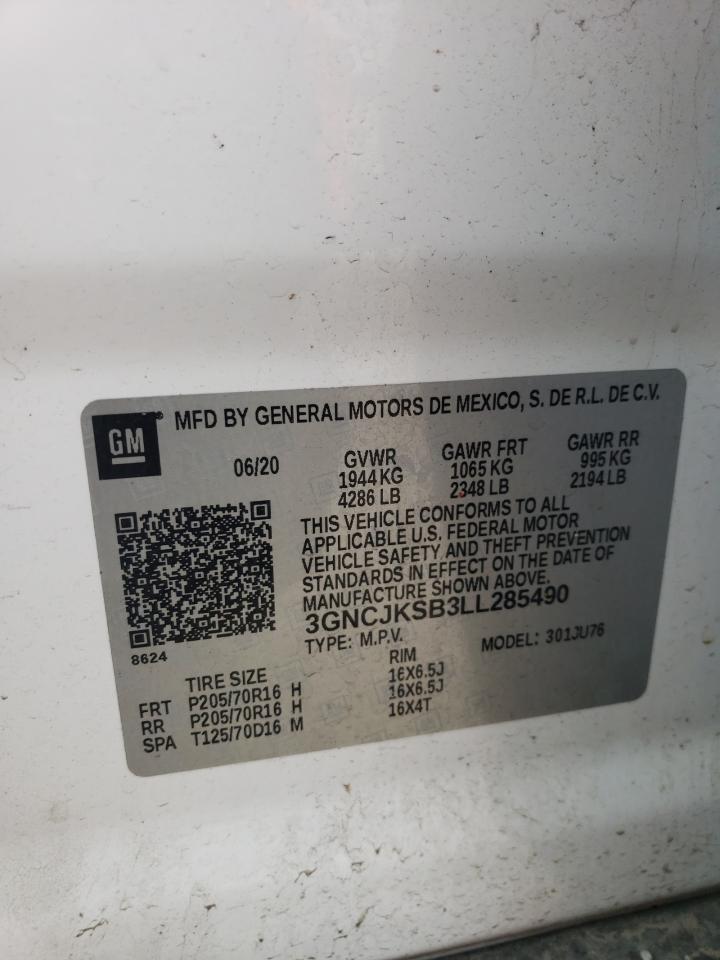 GM
MFD BY GENERAL MOTORS DE MEXICO, S. DE R.L. DE C.V.
06/20
GVWR
1944 KG
4286 LB
GAWR FRT
1065 KG
2348 LB
GAWR RR
995 KG
2194 LB
THIS VEHICLE CONFORMS TO ALL
APPLICABLE U.S. FEDERAL MOTOR
VEHICLE SAFETY AND THEFT PREVENTION
STANDARDS IN EFFECT ON THE DATE OF
MANUFACTURE SHOWN ABOVE.
3GNCJKSB3LL285490
TYPE: M.P.V. MODEL: 301JU76
8624
TIRE SIZE RIM
FRT P205/70R16 H 16X6.5J
RR P205/70R16 H 16X6.5J
SPA T125/70D16 M 16X4T